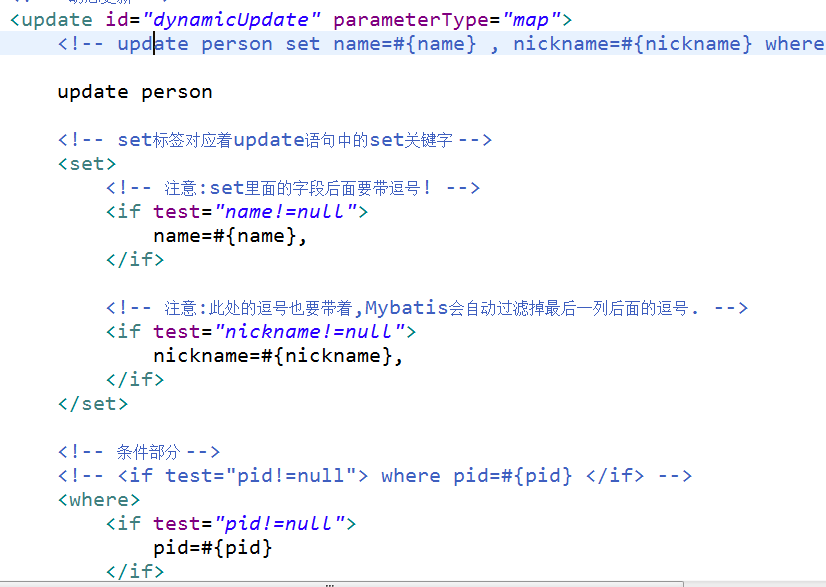 <update id="dynamicUpdate" parameterType="map">
<!-- update person set name=#{name} , nickname=#{nickname} where
update person
<!-- set标签对应着update语句中的set关键字 -->
<set>
<!-- 注意:set里面的字段后面要带逗号! -->
<if test="name!=null">
name=#{name},
</if>
<!-- 注意:此处的逗号也要带着,Mybatis会自动过滤掉最后一列后面的逗号. -->
<if test="nickname!=null">
nickname=#{nickname},
</if>
</set>
<!-- 条件部分 -->
<!-- <if test="pid!=null"> where pid=#{pid} </if> -->
<where>
<if test="pid!=null">
pid=#{pid}
</if>